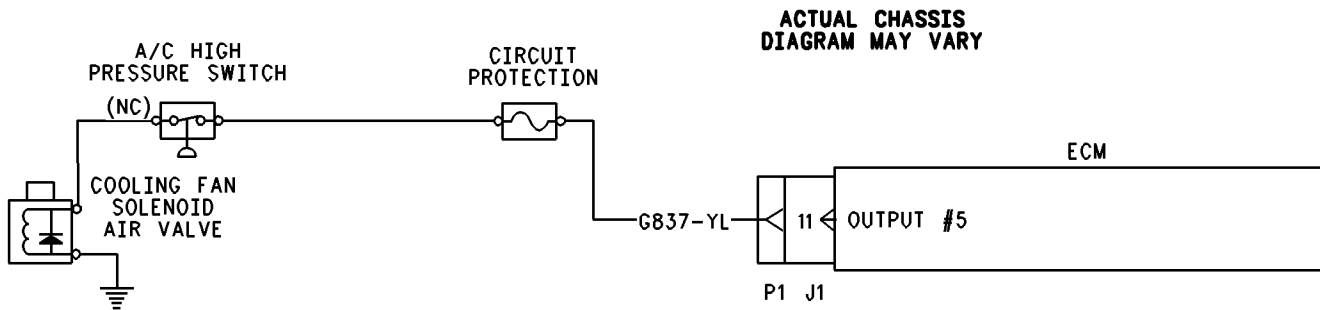 ACTUAL CHASSIS
DIAGRAM MAY VARY
A/C HIGH
PRESSURE SWITCH
(NC)
CIRCUIT
PROTECTION
ECM
COOLING FAN
SOLENOID
AIR VALVE
G837-YL
11
OUTPUT #5
P1 J1